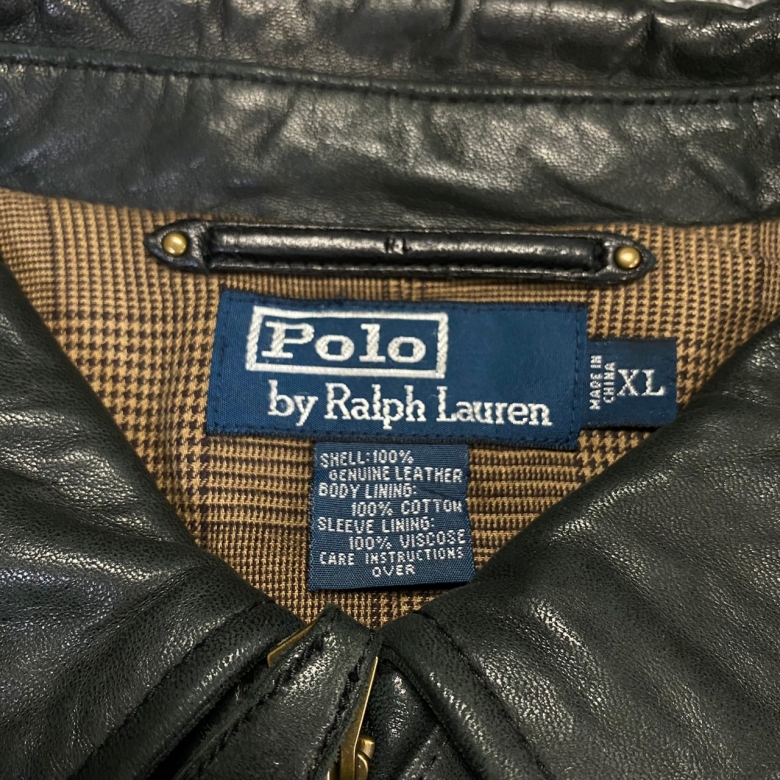 Polo
by Ralph Lauren
MADE IN
CHINA
XL
SHELL:100%
GENUINE LEATHER
BODY LINING:
100% COTTON
SLEEVE LINING:
100% VISCOSE
CARE INSTRUCTIONS
OVER